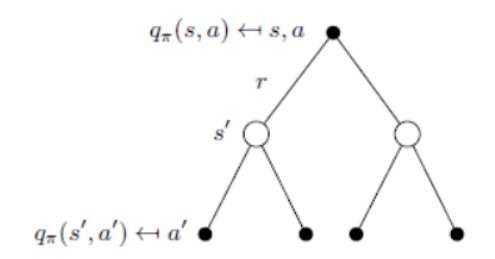 qπ(s, a) ↤ s, a
r
s′
qπ(s′, a′) ↤ a′